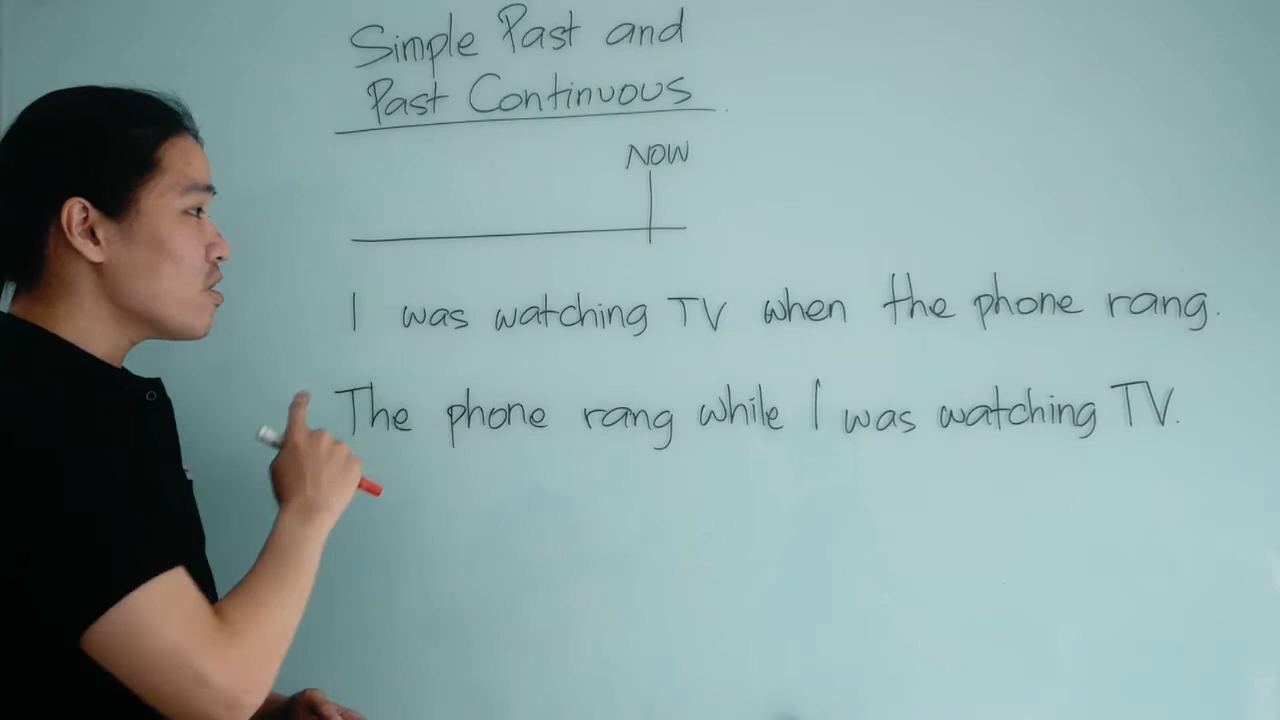 Simple Past and
Past Continuous
NOW
I was watching TV when the phone rang.
The phone rang while I was watching TV.